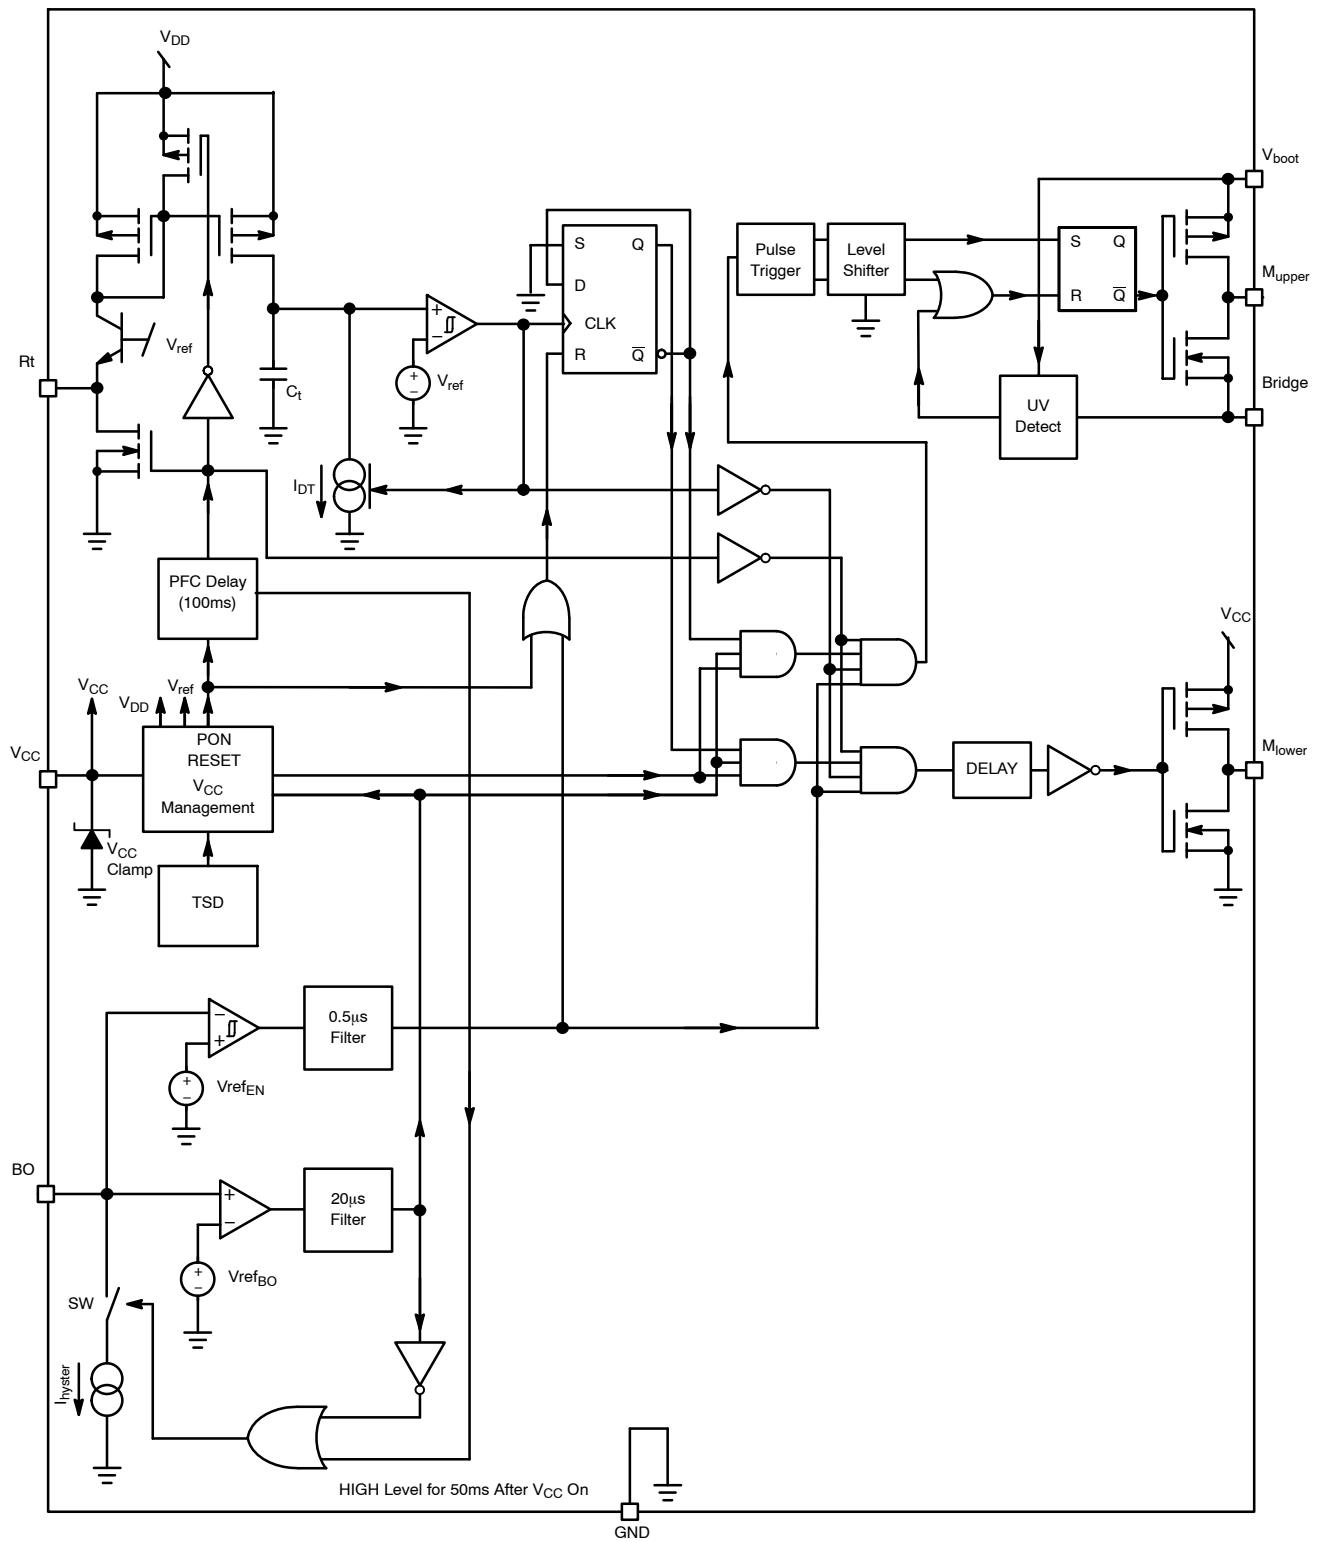 VDD
Vboot
S Q
D
CLK
R Q
Pulse
Trigger
Level
Shifter
S Q
R Q
Mupper
Vref
Rt
+
−
+
−
Vref
Ct
Bridge
UV
Detect
IDT
PFC Delay
(100ms)
VCC
VCC
Vref
VDD
PON
RESET
VCC
Management
VCC
Mlower
DELAY
VCC
Clamp
TSD
−
+
0.5μs
Filter
+
−
VrefEN
BO
+
−
20μs
Filter
+
−
VrefBO
SW
Ihyster
HIGH Level for 50ms After VCC On
GND